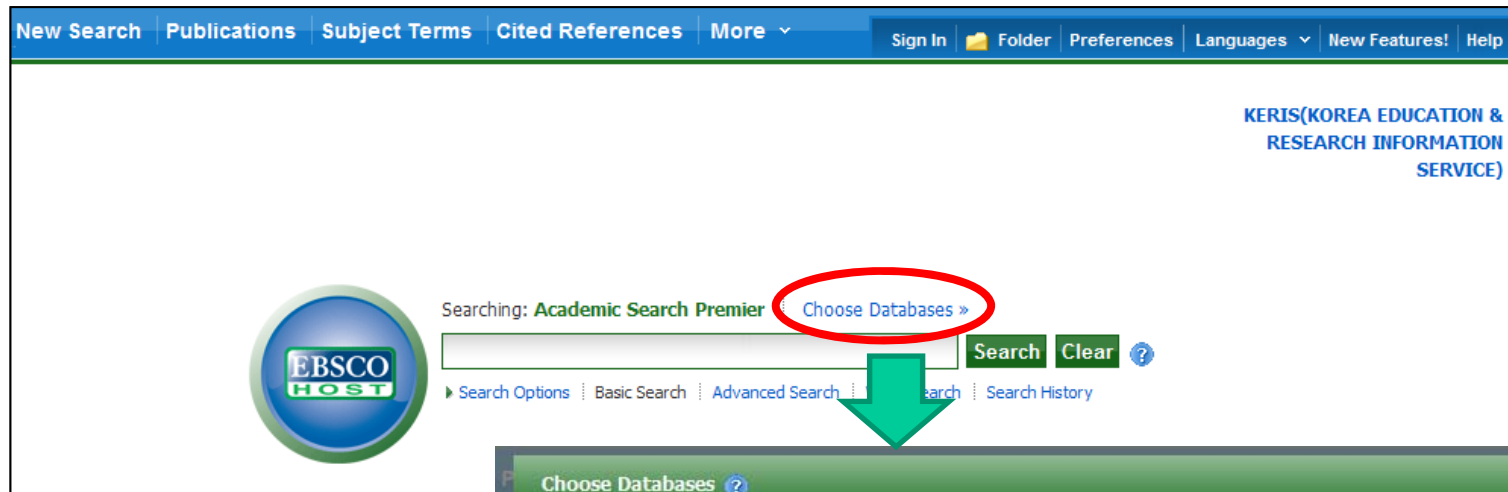 New Search Publications Subject Terms Cited References More
Sign In Folder Preferences Languages New Features! Help
KERIS(KOREA EDUCATION &
RESEARCH INFORMATION
SERVICE)
Searching: Academic Search Premier Choose Databases »
EBSCO
HOST
Search Clear ?
Search Options Basic Search Advanced Search Search History
Choose Databases ?